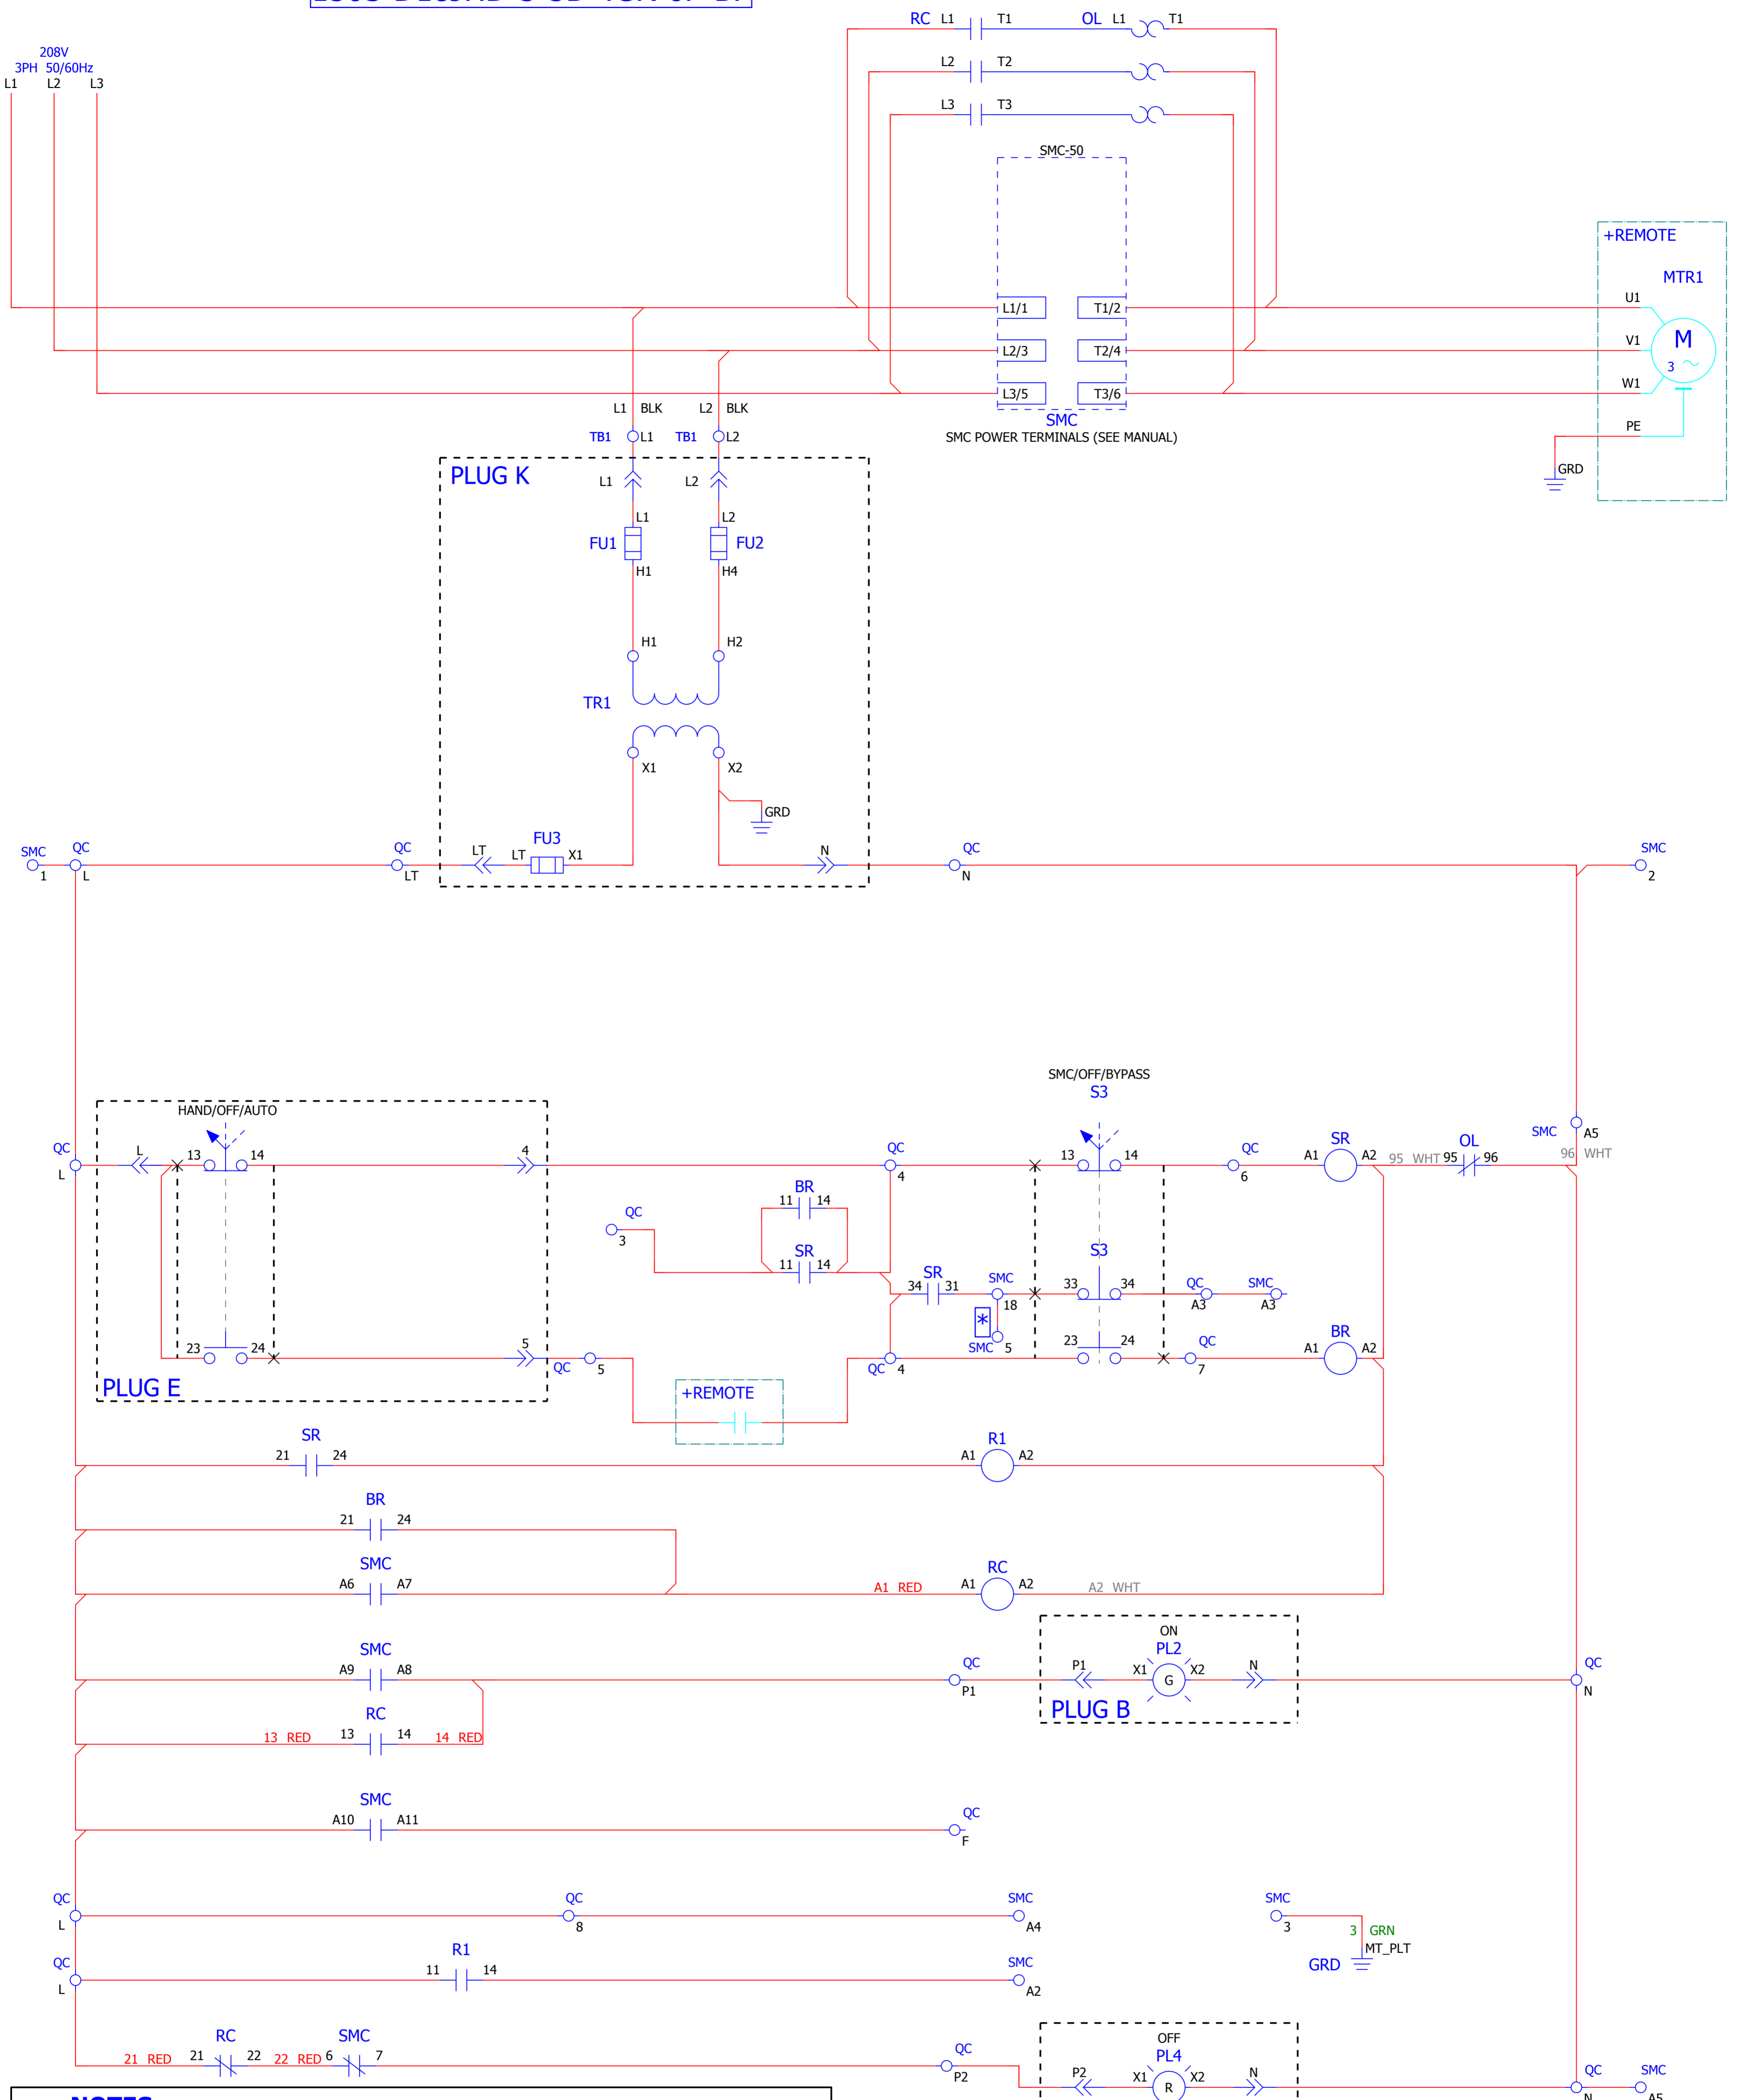 208V
3PH 50/60Hz
L1 L2 L3
RC L1 T1 OL L1 T1
L2 T2
L3 T3
SMC-50
L1/1 T1/2
L2/3 T2/4
L3/5 T3/6
SMC
SMC POWER TERMINALS (SEE MANUAL)
+REMOTE
MTR1
U1
V1
W1
PE
M
3
GRD
L1 BLK L2 BLK
TB1 L1 TB1 L2
PLUG K
L1 L2
L1 L2
FU1 FU2
H1 H4
H1 H2
TR1
X1 X2
GRD
SMC QC QC LT LT FU3 X1 N QC SMC
1 L LT N 2
SMC/OFF/BYPASS
S3
HAND/OFF/AUTO
QC L 13 14 4 QC 13 14 QC A1 SR A2 95 WHT 95 OL 96 96 WHT
L 4 6
SMC A5
BR
11 14
QC
3
SR
11 14
S3
SR
34 31 SMC 33 34 QC SMC
18 A3 A3
*
SMC 5
23 24 5 QC 5 QC 4 23 24 QC 7 A1 BR A2
PLUG E
+REMOTE
SR
21 24
R1
A1 A2
BR
21 24
SMC
A6 A7
RC
A1 RED A1 A2 A2 WHT
ON
PL2
SMC
A9 A8
QC
P1
P1 X1 G X2 N
QC
N
PLUG B
RC
13 RED 13 14 14 RED
SMC
A10 A11
QC
F
QC QC SMC SMC
L 8 A4 3
3 GRN
MT_PLT
GRD
QC R1 SMC
L 11 14 A2
RC SMC
21 RED 21 22 22 RED 6 7
QC
P2
OFF
PL4
P2 X1 R X2 N
QC SMC
N A5